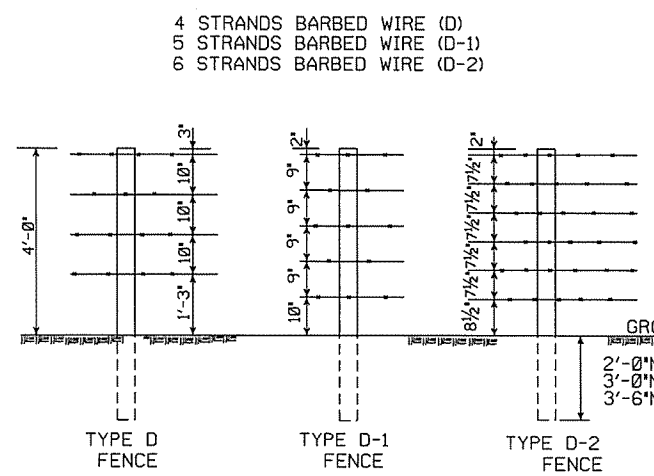 4 STRANDS BARBED WIRE (D)
5 STRANDS BARBED WIRE (D-1)
6 STRANDS BARBED WIRE (D-2)
4'-0"
3"
10"
10"
10"
1'-3"
2"
9"
9"
9"
9"
10"
2"
7½"
7½"
7½"
7½"
7½"
8½"
2'-0"
3'-0"
3'-6"
TYPE D
FENCE
TYPE D-1
FENCE
TYPE D-2
FENCE